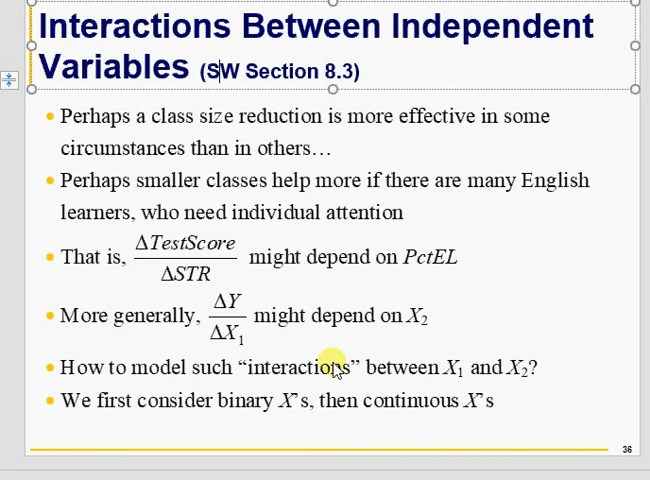 Interactions Between Independent
Variables (SW Section 8.3)
• Perhaps a class size reduction is more effective in some
circumstances than in others…
• Perhaps smaller classes help more if there are many English
learners, who need individual attention
• That is, ΔTestScore/ΔSTR might depend on PctEL
• More generally, ΔY/ΔX₁ might depend on X₂
• How to model such “interactions” between X₁ and X₂?
• We first consider binary X’s, then continuous X’s
36